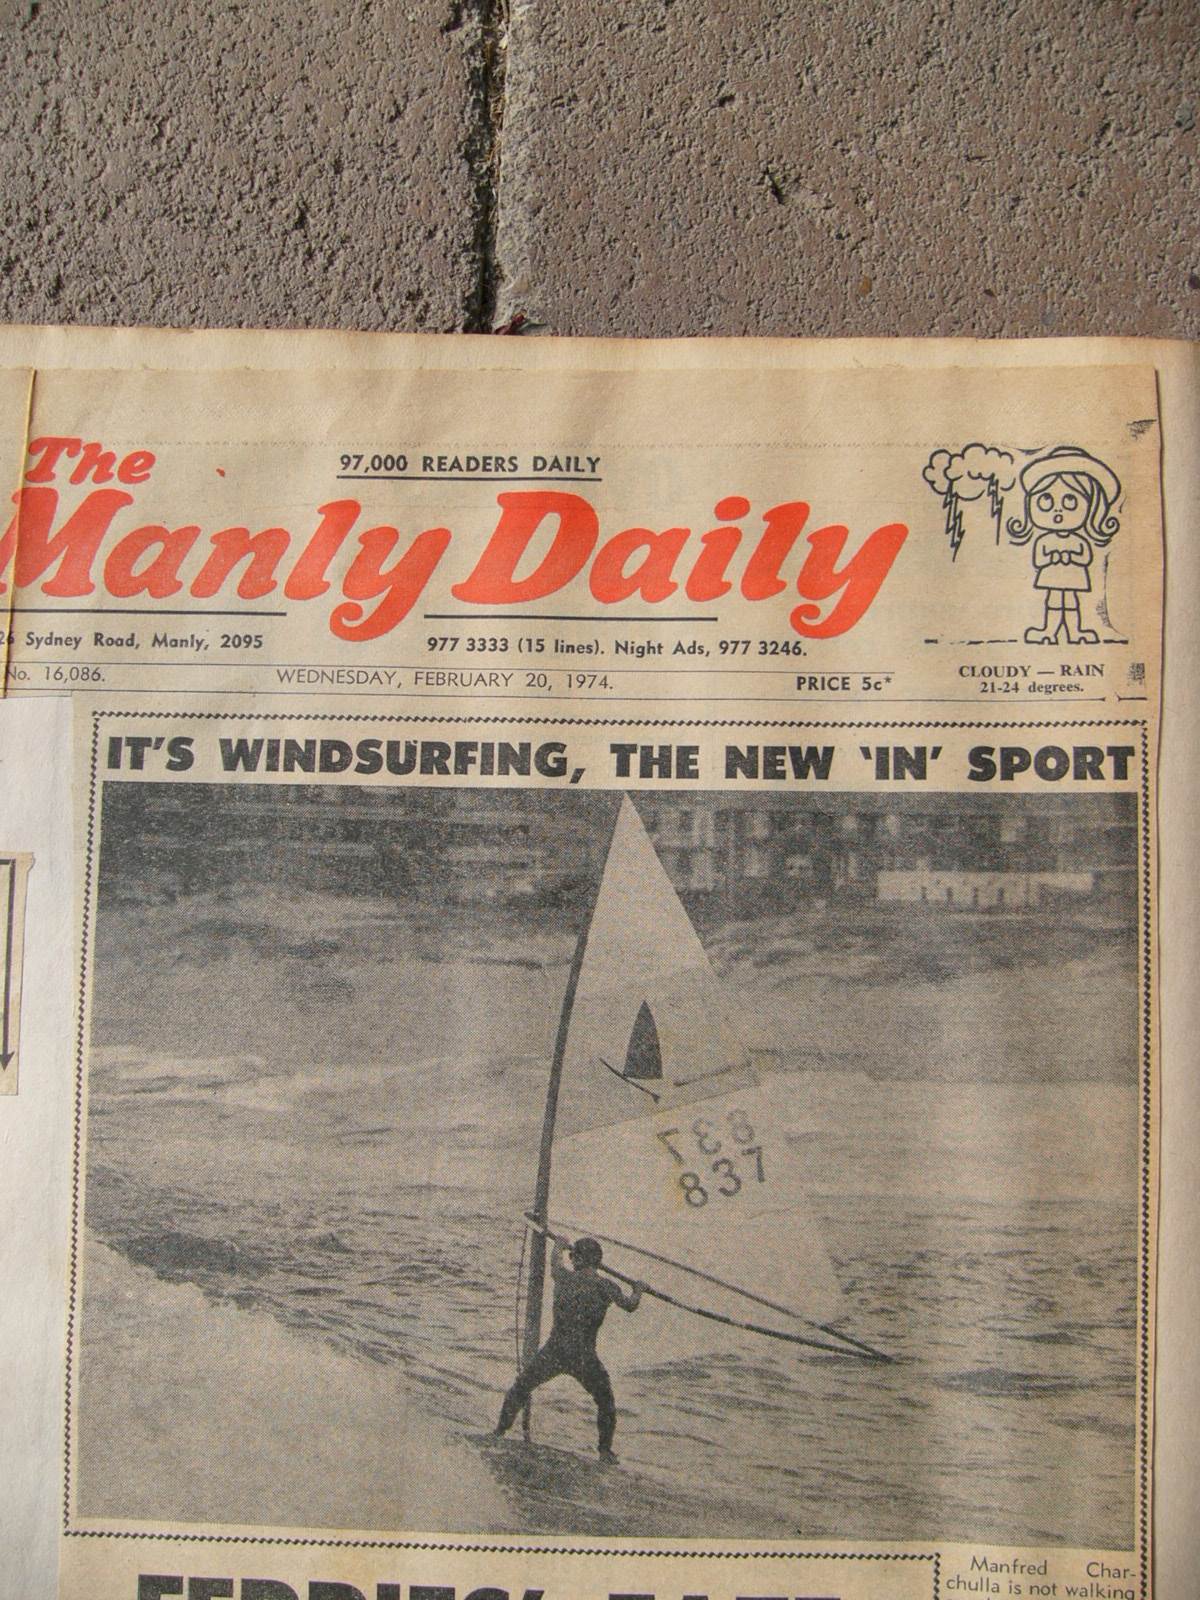 The
97,000 READERS DAILY
Manly Daily
26 Sydney Road, Manly, 2095
977 3333 (15 lines). Night Ads, 977 3246.
No. 16,086.
WEDNESDAY, FEBRUARY 20, 1974.
PRICE 5c*
CLOUDY — RAIN
21-24 degrees.
IT'S WINDSURFING, THE NEW 'IN' SPORT
837
837
Manfred Char-
chulla is not walking